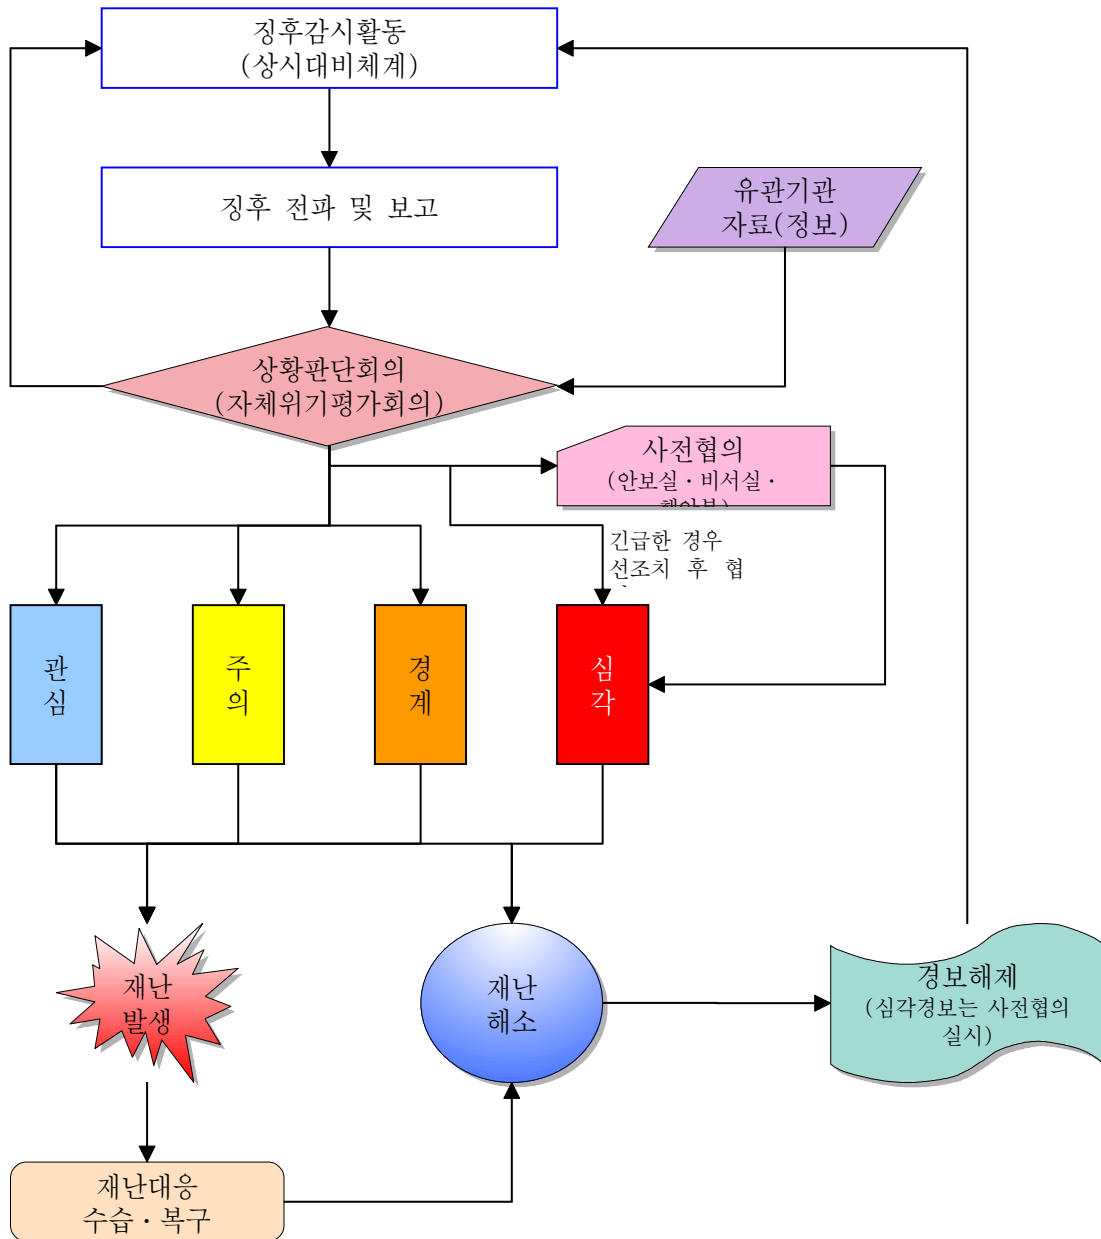 징후감시활동
(상시대비체계)
징후 전파 및 보고
유관기관
자료(정보)
상황판단회의
(자체위기평가회의)
사전협의
(안보실·비서실·
긴급한 경우
선조치 후 협
관
심
주
의
경
계
심
각
재난
발생
재난
해소
경보해제
(심각경보는 사전협의
실시)
재난대응
수습·복구